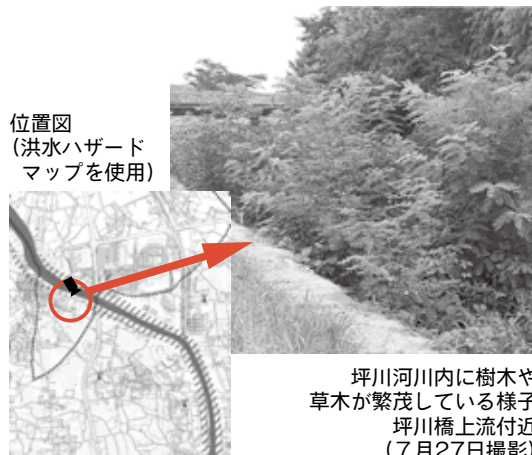 位置図
(洪水ハザード
マップを使用)
坪川河川内に樹木や
草木が繁茂している様子
坪川橋上流付近
(7月27日撮影)